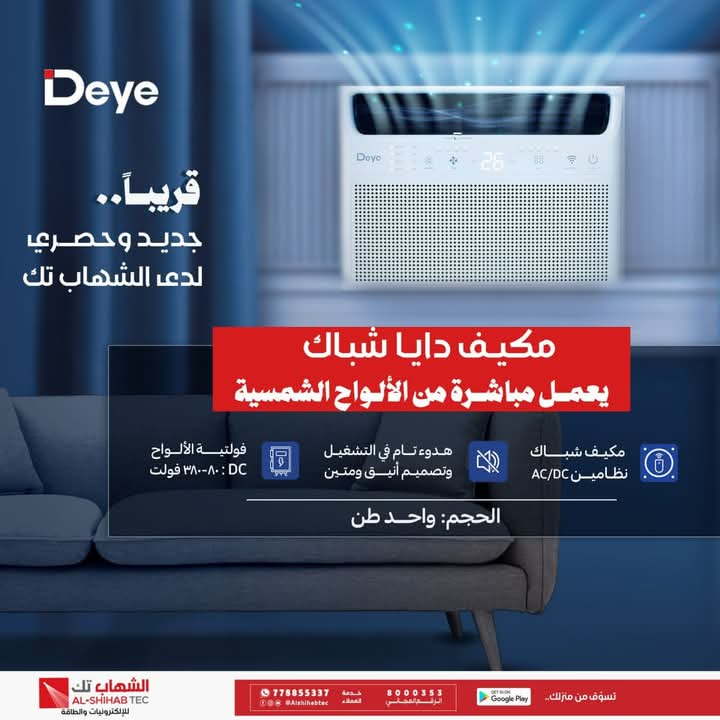 Deye
قريباً..
جديد وحصري
لدى الشهاب تك
Deye
26
مكيف دايا شباك
يعمل مباشرة من الألواح الشمسية
مكيف شباك
نظامين AC/DC
هدوء تام في التشغيل
وتصميم أنيق ومتين
فولتية الألواح
DC : ٨٠-٣٨٠ فولت
الحجم: واحد طن
الشهاب تك
AL-SHIHAB TEC
للإلكترونيات والطاقة
778855337
@Alshihabtec
خدمة
العملاء
8000353
الرقم المجاني
GET IT ON
Google Play
تسوّق من منزلك..